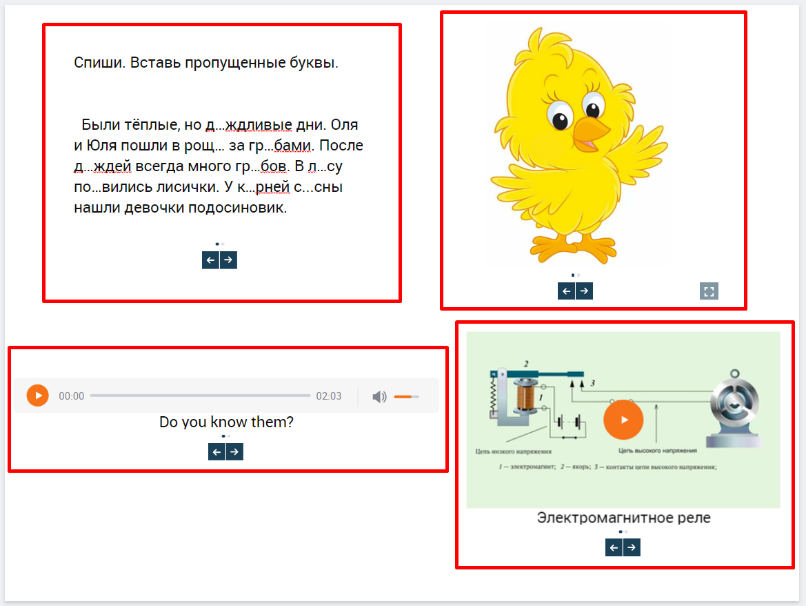 Спиши. Вставь пропущенные буквы.
Были тёплые, но д...ждливые дни. Оля
и Юля пошли в рощ... за гр...бами. После
д...ждей всегда много гр...бов. В л...су
по...вились лисички. У к...рней с...сны
нашли девочки подосиновик.
00:00
02:03
Do you know them?
2
1
3
Цепь низкого напряжения
Цепь высокого напряжения
1 — электромагнит; 2 — якорь; 3 — контакты цепи высокого напряжения;
Электромагнитное реле